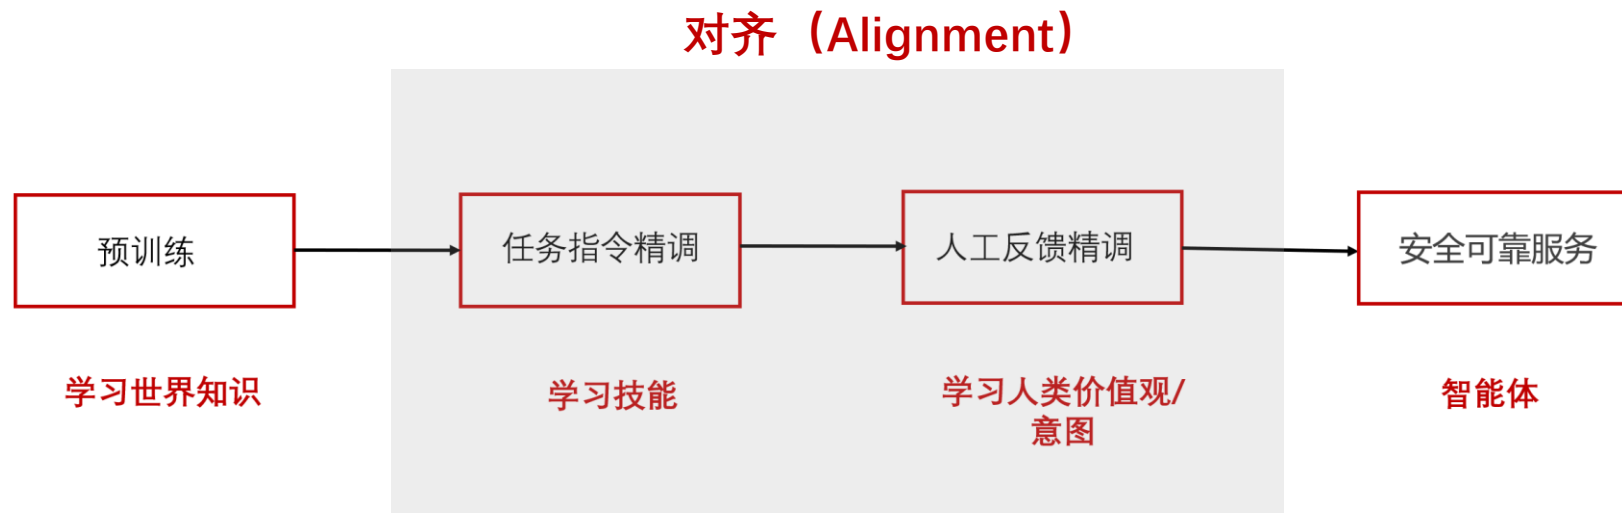 对齐（Alignment）
预训练
任务指令精调
人工反馈精调
安全可靠服务
学习世界知识
学习技能
学习人类价值观/
意图
智能体